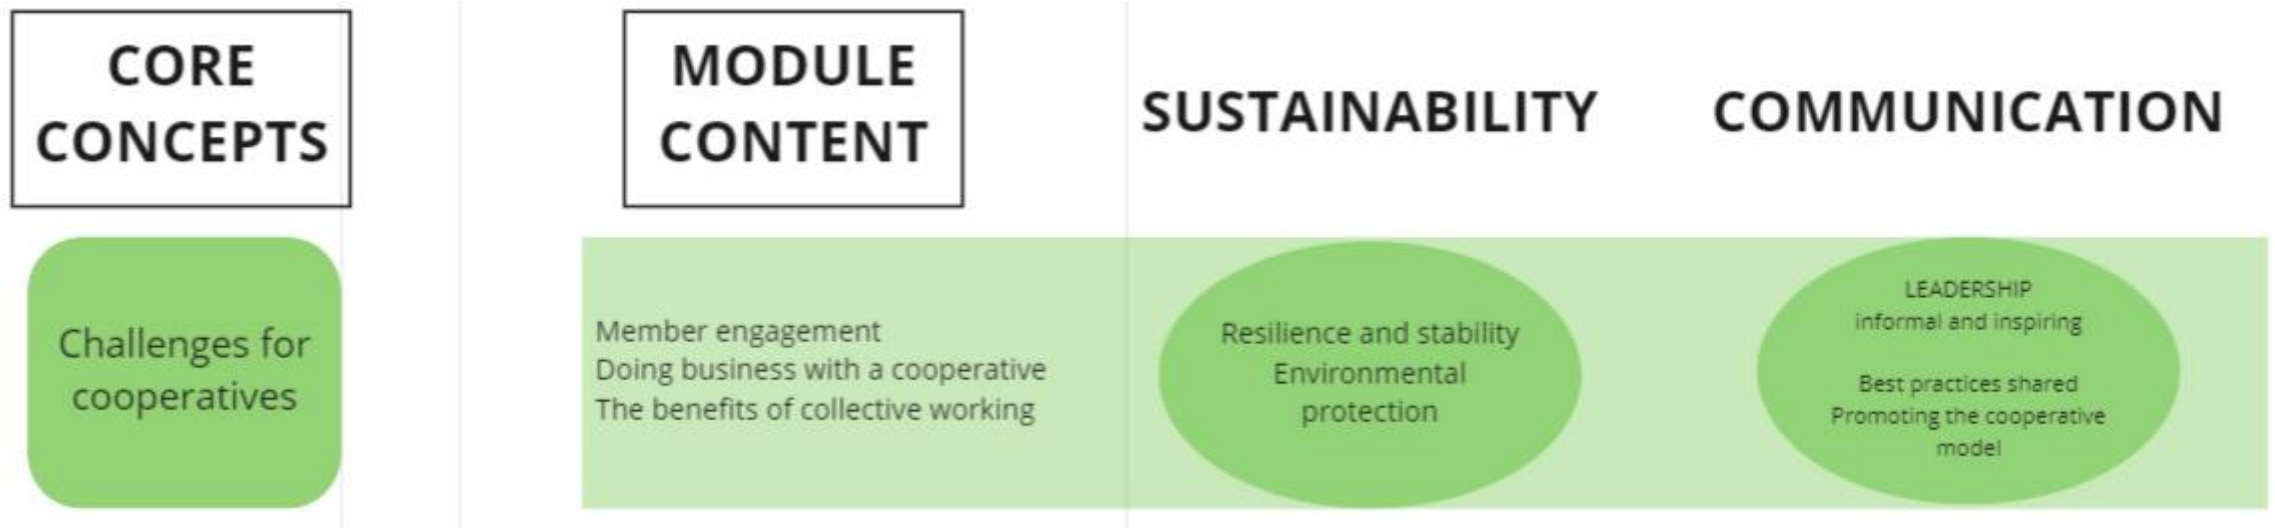 CORE
CONCEPTS
MODULE
CONTENT
SUSTAINABILITY
COMMUNICATION
Challenges for
cooperatives
Member engagement
Doing business with a cooperative
The benefits of collective working
Resilience and stability
Environmental
protection
LEADERSHIP
informal and inspiring
Best practices shared
Promoting the cooperative
model